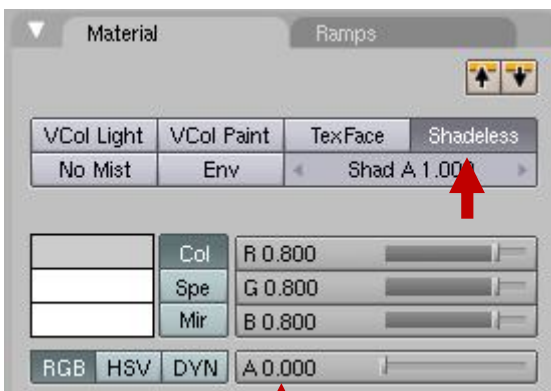 Material Ramps
VCol Light VCol Paint TexFace Shadeless
No Mist Env Shad A 1.000
Col R 0.800
Spe G 0.800
Mir B 0.800
RGB HSV DYN A 0.000